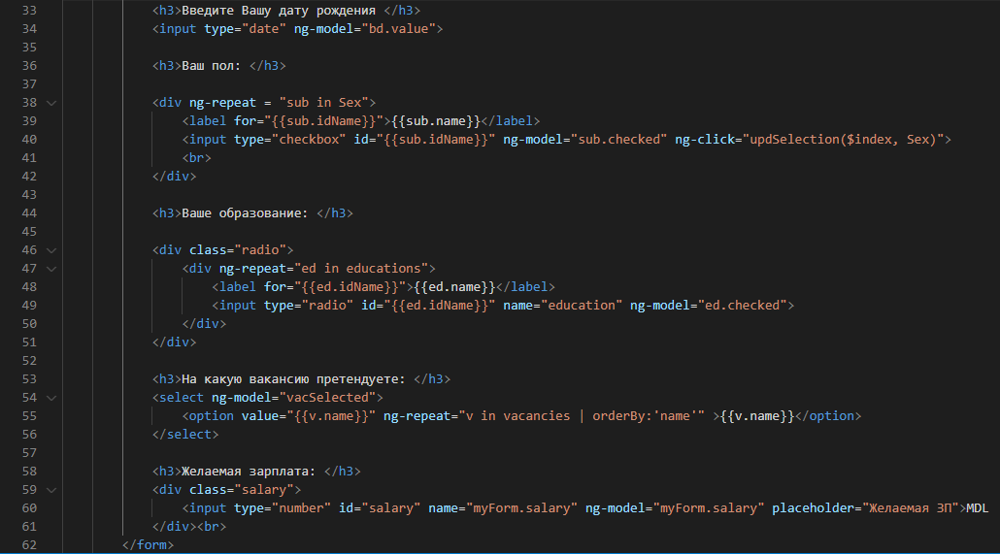 33 <h3>Введите Вашу дату рождения </h3>
34 <input type="date" ng-model="bd.value">
35
36 <h3>Ваш пол: </h3>
37
38 <div ng-repeat = "sub in Sex">
39 <label for="{{sub.idName}}">{{sub.name}}</label>
40 <input type="checkbox" id="{{sub.idName}}" ng-model="sub.checked" ng-click="updSelection($index, Sex)">
41 <br>
42 </div>
43
44 <h3>Ваше образование: </h3>
45
46 <div class="radio">
47 <div ng-repeat="ed in educations">
48 <label for="{{ed.idName}}">{{ed.name}}</label>
49 <input type="radio" id="{{ed.idName}}" name="education" ng-model="ed.checked">
50 </div>
51 </div>
52
53 <h3>На какую вакансию претендуете: </h3>
54 <select ng-model="vacSelected">
55 <option value="{{v.name}}" ng-repeat="v in vacancies | orderBy:'name'" >{{v.name}}</option>
56 </select>
57
58 <h3>Желаемая зарплата: </h3>
59 <div class="salary">
60 <input type="number" id="salary" name="myForm.salary" ng-model="myForm.salary" placeholder="Желаемая ЗП">MDL
61 </div><br>
62 </form>